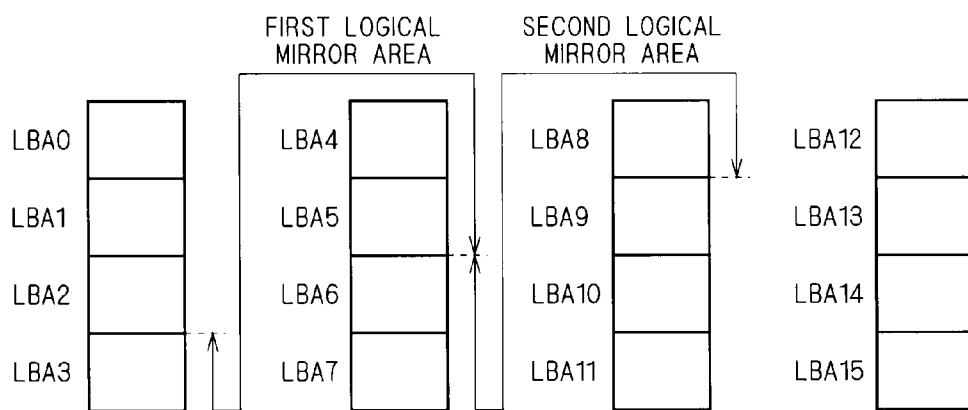 FIRST LOGICAL
MIRROR AREA
SECOND LOGICAL
MIRROR AREA
LBA0
LBA1
LBA2
LBA3
LBA4
LBA5
LBA6
LBA7
LBA8
LBA9
LBA10
LBA11
LBA12
LBA13
LBA14
LBA15